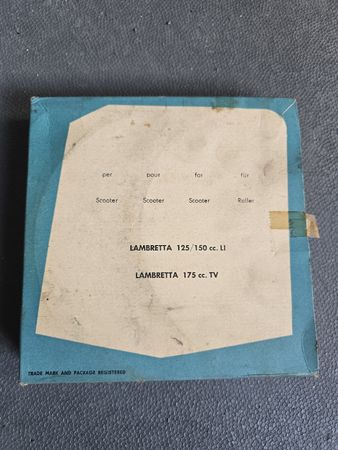 per pour for für
Scooter Scooter Scooter Roller
LAMBRETTA 125/150 cc. LI
LAMBRETTA 175 cc. TV
TRADE MARK AND PACKAGE REGISTERED